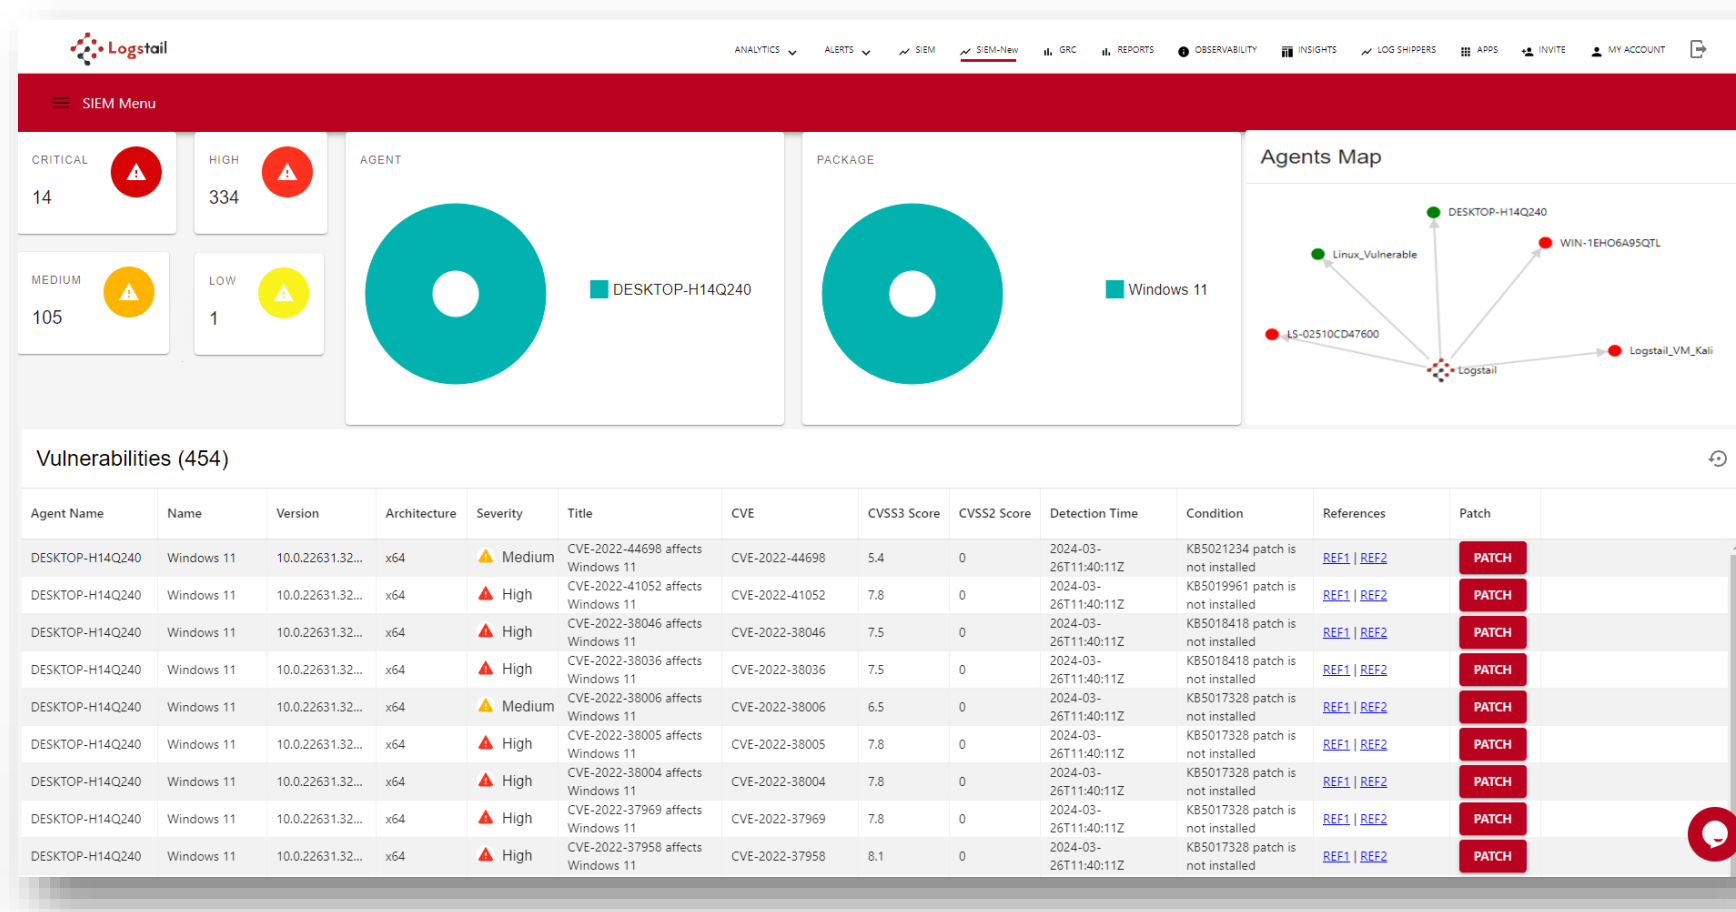 Logstail
ANALYTICS ALERTS SIEM SIEM-New GRC REPORTS OBSERVABILITY INSIGHTS LOG SHIPPERS APPS INVITE MY ACCOUNT
SIEM Menu
CRITICAL
14
HIGH
334
MEDIUM
105
LOW
1
AGENT
DESKTOP-H14Q240
PACKAGE
Windows 11
Agents Map
DESKTOP-H14Q240
WIN-1EHO6A95QTL
Linux_Vulnerable
LS-02510CD47600
Logstail_VM_Kali
Logstail
Vulnerabilities (454)
Agent Name Name Version Architecture Severity Title CVE CVSS3 Score CVSS2 Score Detection Time Condition References Patch
DESKTOP-H14Q240 Windows 11 10.0.22631.32... x64 Medium CVE-2022-44698 affects Windows 11 CVE-2022-44698 5.4 0 2024-03-26T11:40:11Z KB5021234 patch is not installed REF1 | REF2 PATCH
DESKTOP-H14Q240 Windows 11 10.0.22631.32... x64 High CVE-2022-41052 affects Windows 11 CVE-2022-41052 7.8 0 2024-03-26T11:40:11Z KB5019961 patch is not installed REF1 | REF2 PATCH
DESKTOP-H14Q240 Windows 11 10.0.22631.32... x64 High CVE-2022-38046 affects Windows 11 CVE-2022-38046 7.5 0 2024-03-26T11:40:11Z KB5018418 patch is not installed REF1 | REF2 PATCH
DESKTOP-H14Q240 Windows 11 10.0.22631.32... x64 High CVE-2022-38036 affects Windows 11 CVE-2022-38036 7.5 0 2024-03-26T11:40:11Z KB5018418 patch is not installed REF1 | REF2 PATCH
DESKTOP-H14Q240 Windows 11 10.0.22631.32... x64 Medium CVE-2022-38006 affects Windows 11 CVE-2022-38006 6.5 0 2024-03-26T11:40:11Z KB5017328 patch is not installed REF1 | REF2 PATCH
DESKTOP-H14Q240 Windows 11 10.0.22631.32... x64 High CVE-2022-38005 affects Windows 11 CVE-2022-38005 7.8 0 2024-03-26T11:40:11Z KB5017328 patch is not installed REF1 | REF2 PATCH
DESKTOP-H14Q240 Windows 11 10.0.22631.32... x64 High CVE-2022-38004 affects Windows 11 CVE-2022-38004 7.8 0 2024-03-26T11:40:11Z KB5017328 patch is not installed REF1 | REF2 PATCH
DESKTOP-H14Q240 Windows 11 10.0.22631.32... x64 High CVE-2022-37969 affects Windows 11 CVE-2022-37969 7.8 0 2024-03-26T11:40:11Z KB5017328 patch is not installed REF1 | REF2 PATCH
DESKTOP-H14Q240 Windows 11 10.0.22631.32... x64 High CVE-2022-37958 affects Windows 11 CVE-2022-37958 8.1 0 2024-03-26T11:40:11Z KB5017328 patch is not installed REF1 | REF2 PATCH